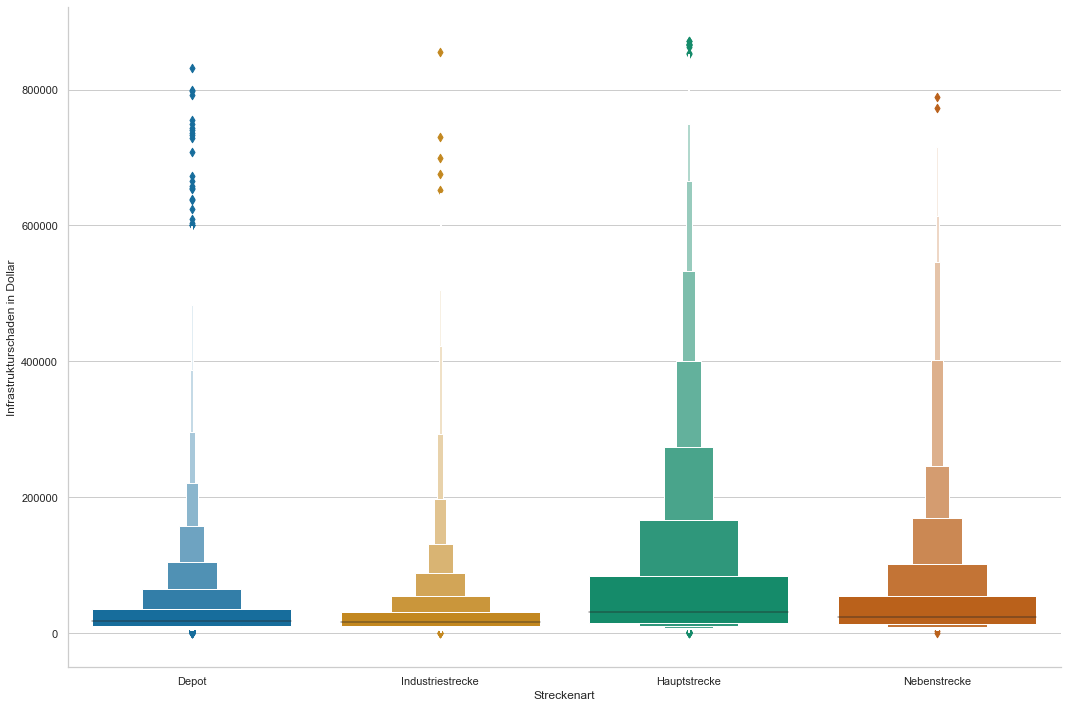 800000
600000
400000
200000
0
Infrastrukturschaden in Dollar
Depot
Industriestrecke
Hauptstrecke
Nebenstrecke
Streckenart